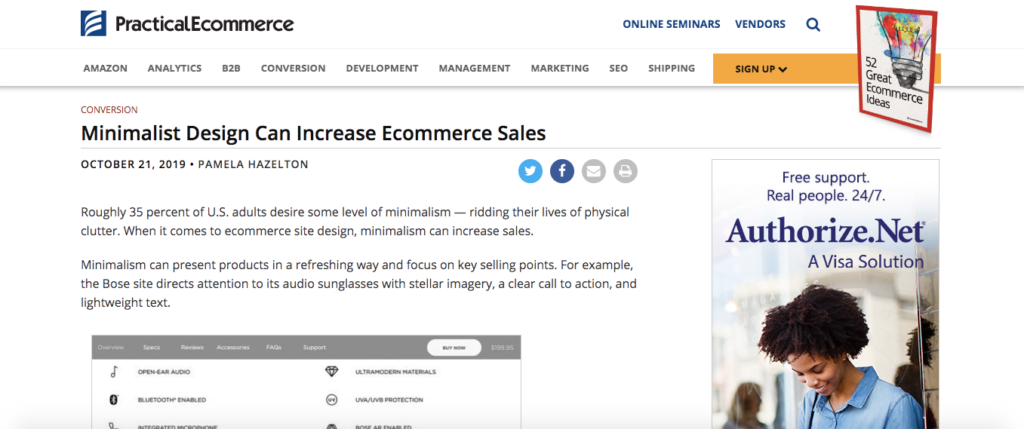 PracticalEcommerce
ONLINE SEMINARS
VENDORS
52
Great
Ecommerce
Ideas
AMAZON
ANALYTICS
B2B
CONVERSION
DEVELOPMENT
MANAGEMENT
MARKETING
SEO
SHIPPING
SIGN UP
CONVERSION
Minimalist Design Can Increase Ecommerce Sales
OCTOBER 21, 2019 • PAMELA HAZELTON
Roughly 35 percent of U.S. adults desire some level of minimalism — ridding their lives of physical
clutter. When it comes to ecommerce site design, minimalism can increase sales.
Minimalism can present products in a refreshing way and focus on key selling points. For example,
the Bose site directs attention to its audio sunglasses with stellar imagery, a clear call to action, and
lightweight text.
Overview
Specs
Reviews
Accessories
FAQs
Support
BUY NOW
$199.95
OPEN-EAR AUDIO
ULTRAMODERN MATERIALS
BLUETOOTH® ENABLED
UVA/UVB PROTECTION
INTEGRATED MICROPHONE
BOSE AR ENABLED
Free support.
Real people. 24/7.
Authorize.Net
A Visa Solution